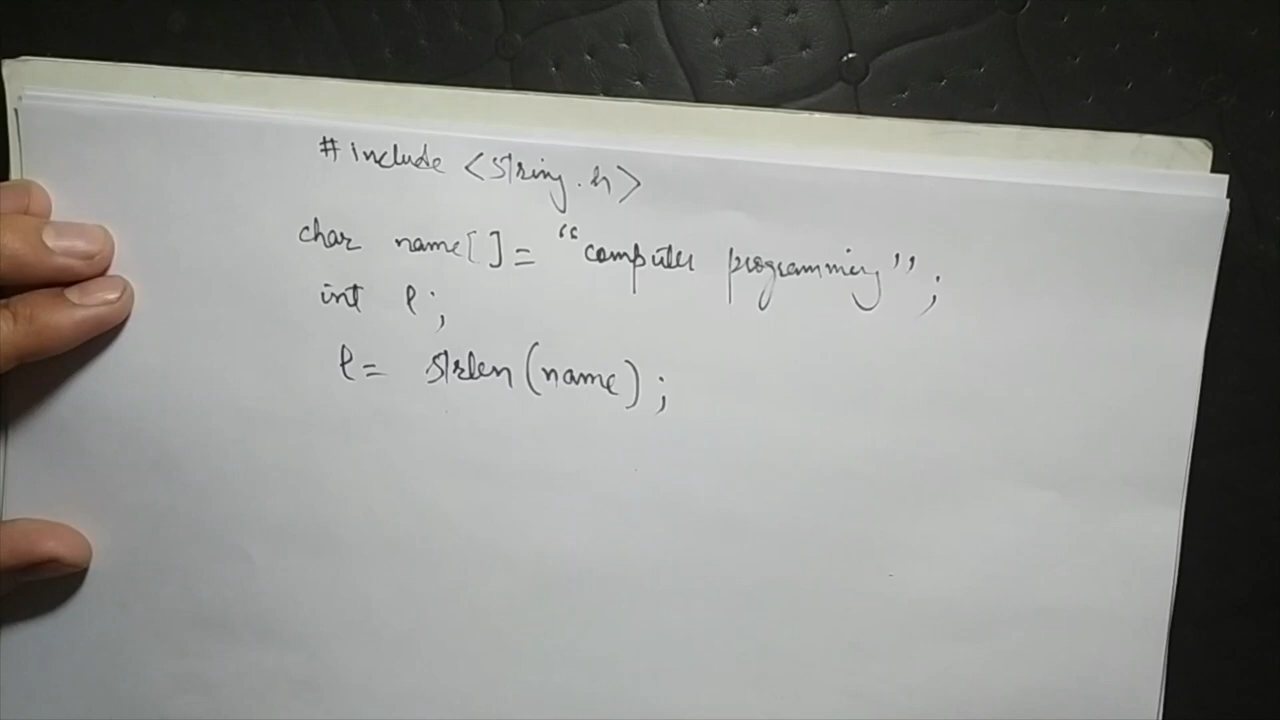 #include <string.h>
char name[] = "computer programming";
int l;
l = strlen(name);